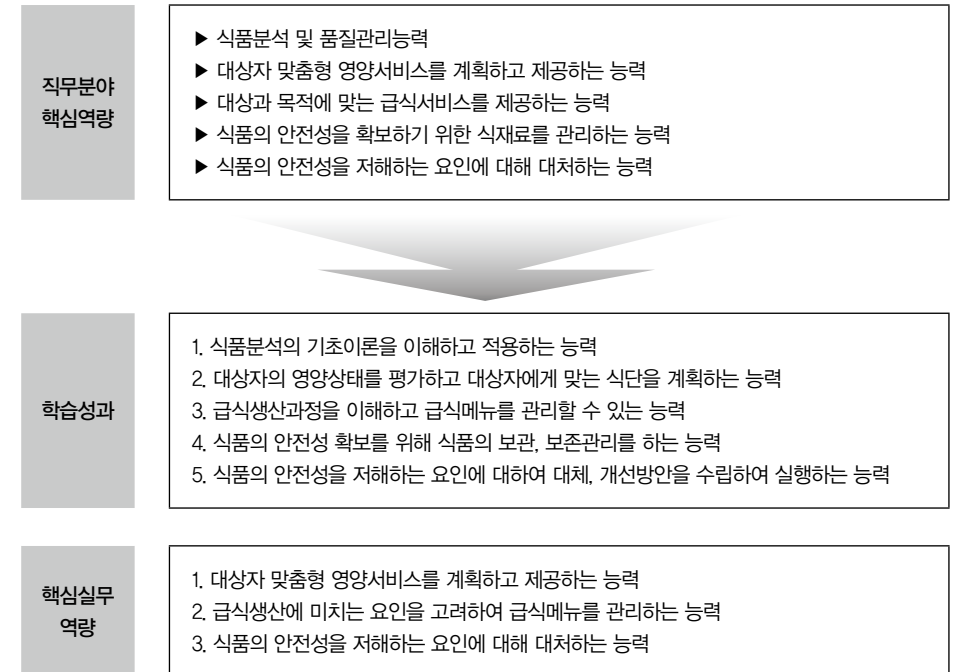 직무분야
핵심역량
▶ 식품분석 및 품질관리능력
▶ 대상자 맞춤형 영양서비스를 계획하고 제공하는 능력
▶ 대상과 목적에 맞는 급식서비스를 제공하는 능력
▶ 식품의 안전성을 확보하기 위한 식재료를 관리하는 능력
▶ 식품의 안전성을 저해하는 요인에 대해 대처하는 능력
학습성과
1. 식품분석의 기초이론을 이해하고 적용하는 능력
2. 대상자의 영양상태를 평가하고 대상자에게 맞는 식단을 계획하는 능력
3. 급식생산과정을 이해하고 급식메뉴를 관리할 수 있는 능력
4. 식품의 안전성 확보를 위해 식품의 보관, 보존관리를 하는 능력
5. 식품의 안전성을 저해하는 요인에 대하여 대체, 개선방안을 수립하여 실행하는 능력
핵심실무
역량
1. 대상자 맞춤형 영양서비스를 계획하고 제공하는 능력
2. 급식생산에 미치는 요인을 고려하여 급식메뉴를 관리하는 능력
3. 식품의 안전성을 저해하는 요인에 대해 대처하는 능력